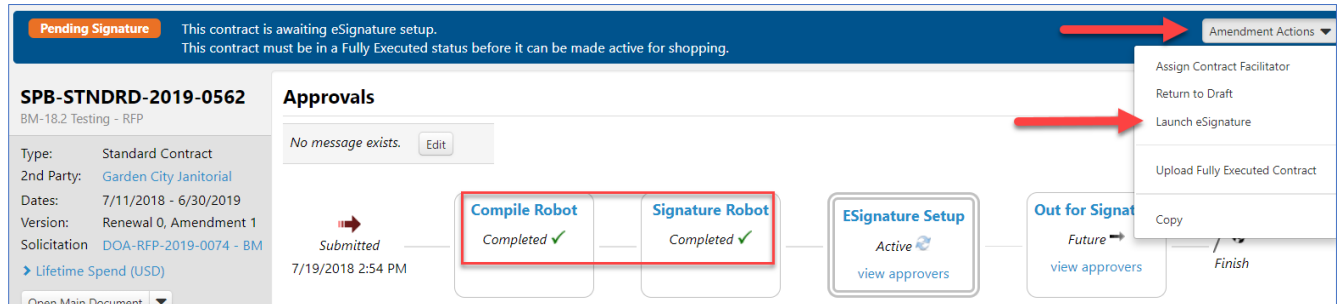 Pending Signature
This contract is awaiting eSignature setup.
This contract must be in a Fully Executed status before it can be made active for shopping.
Amendment Actions
Assign Contract Facilitator
Return to Draft
Launch eSignature
Upload Fully Executed Contract
Copy
SPB-STNDRD-2019-0562
BM-18.2 Testing - RFP
Type: Standard Contract
2nd Party: Garden City Janitorial
Dates: 7/11/2018 - 6/30/2019
Version: Renewal 0, Amendment 1
Solicitation DOA-RFP-2019-0074 - BM
Lifetime Spend (USD)
Open Main Document
Approvals
No message exists. Edit
Submitted
7/19/2018 2:54 PM
Compile Robot
Completed
Signature Robot
Completed
ESignature Setup
Active
view approvers
Out for Signat
Future
view approvers
Finish